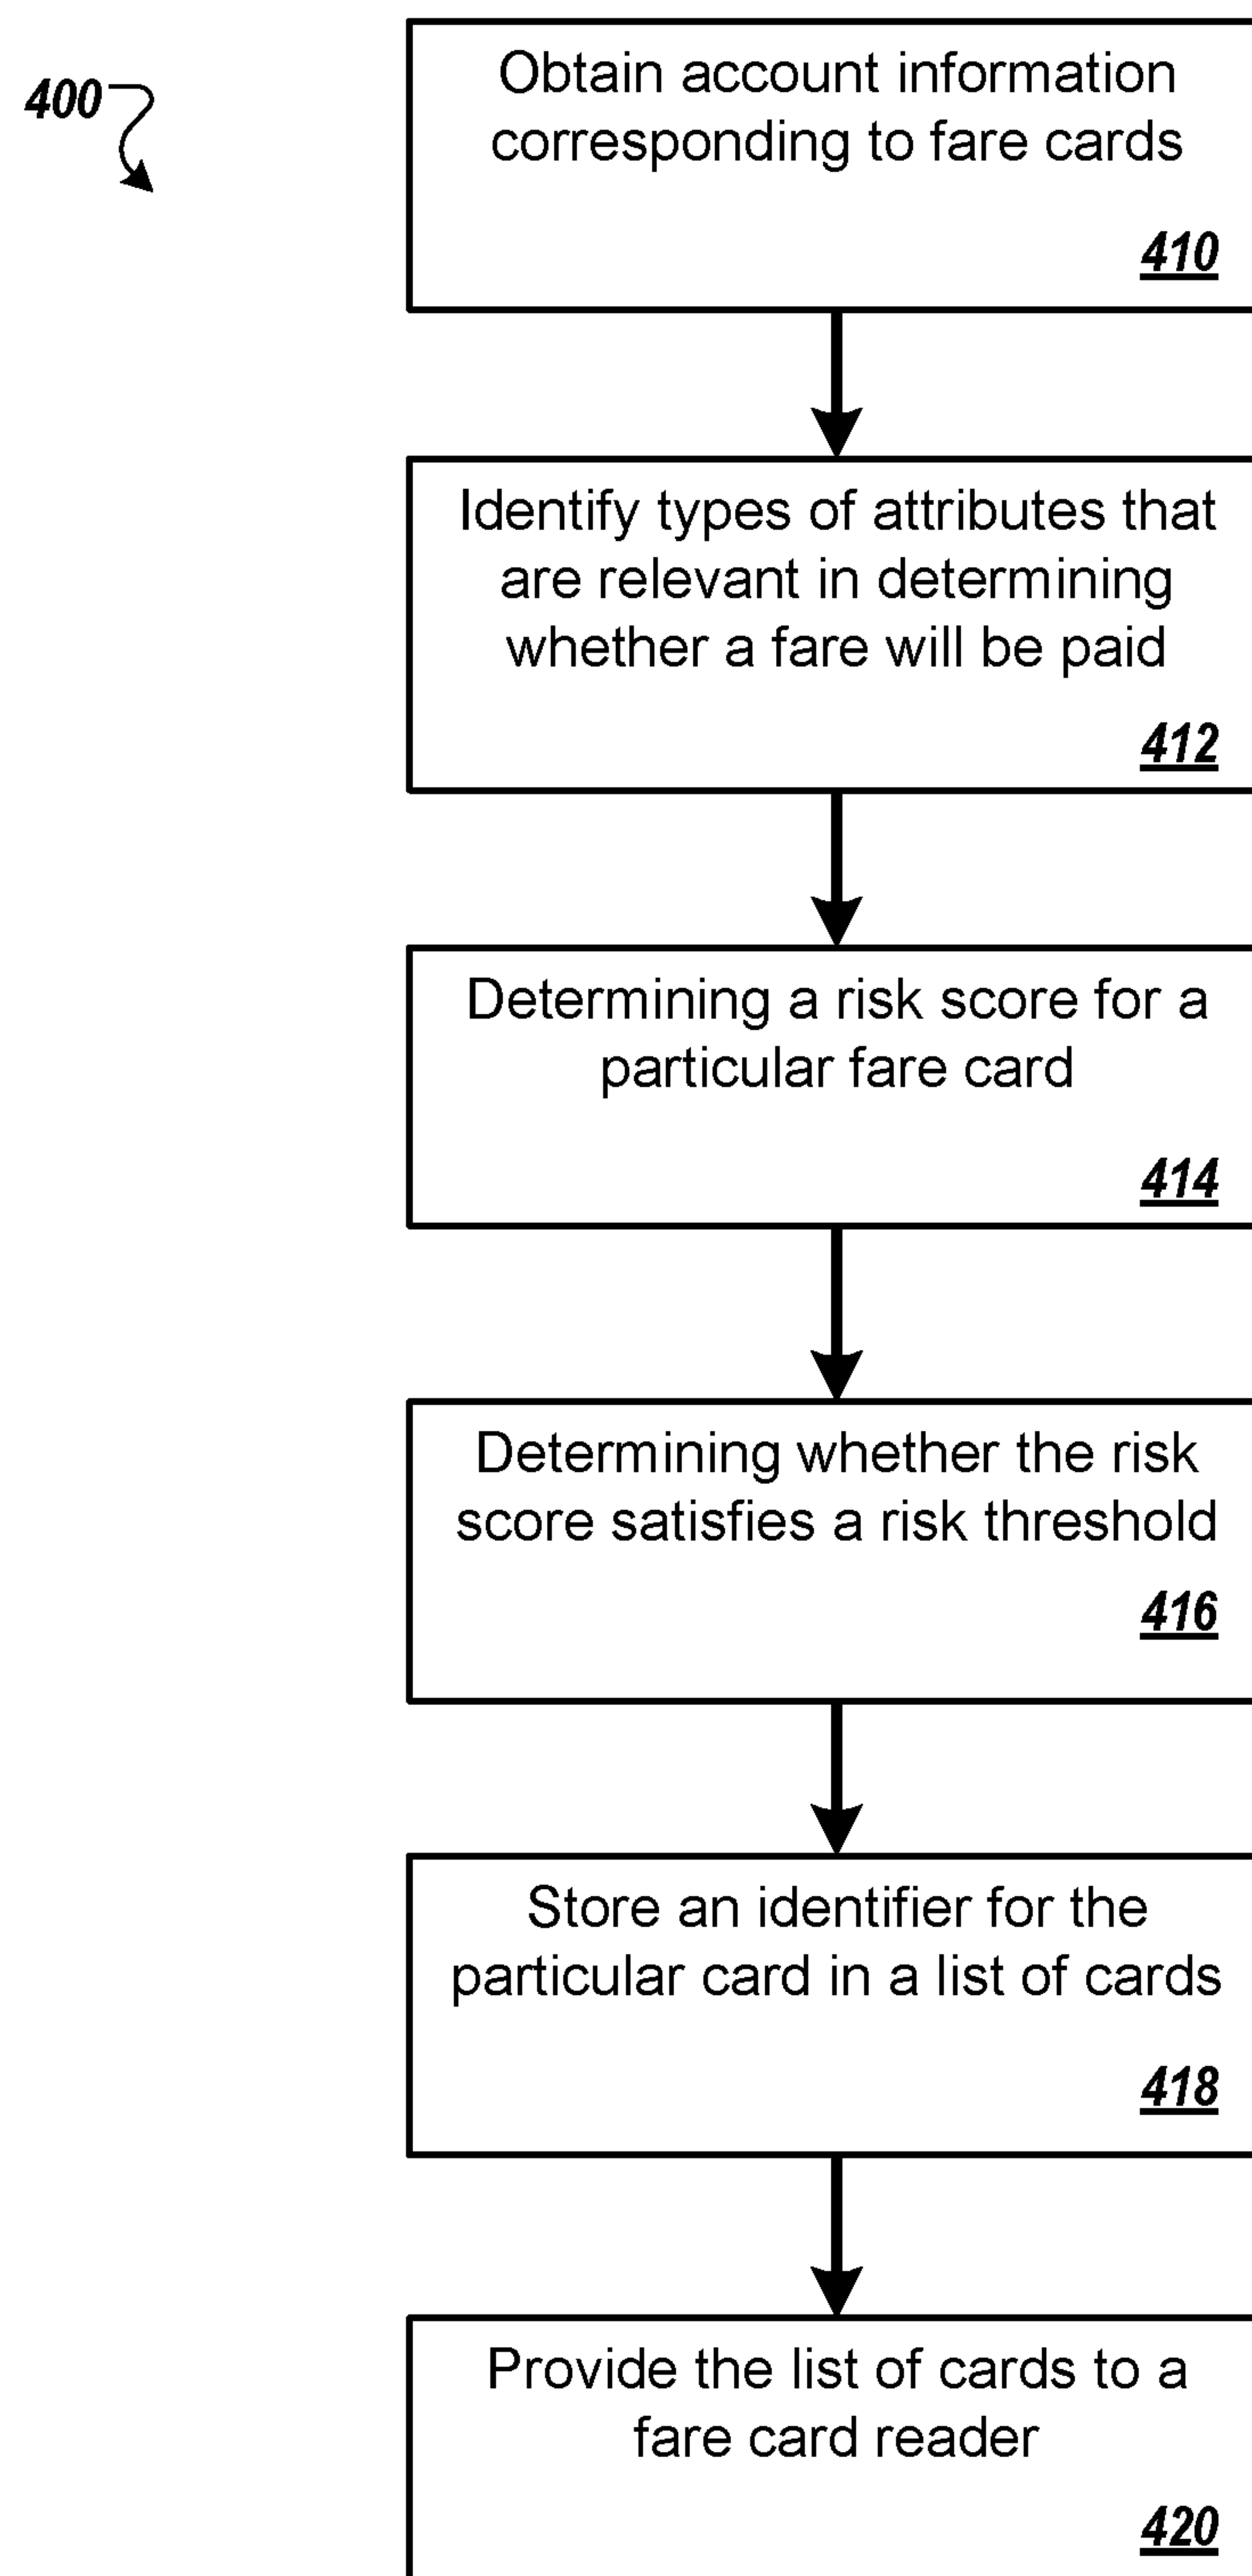 400
Obtain account information
corresponding to fare cards
410
Identify types of attributes that
are relevant in determining
whether a fare will be paid
412
Determining a risk score for a
particular fare card
414
Determining whether the risk
score satisfies a risk threshold
416
Store an identifier for the
particular card in a list of cards
418
Provide the list of cards to a
fare card reader
420